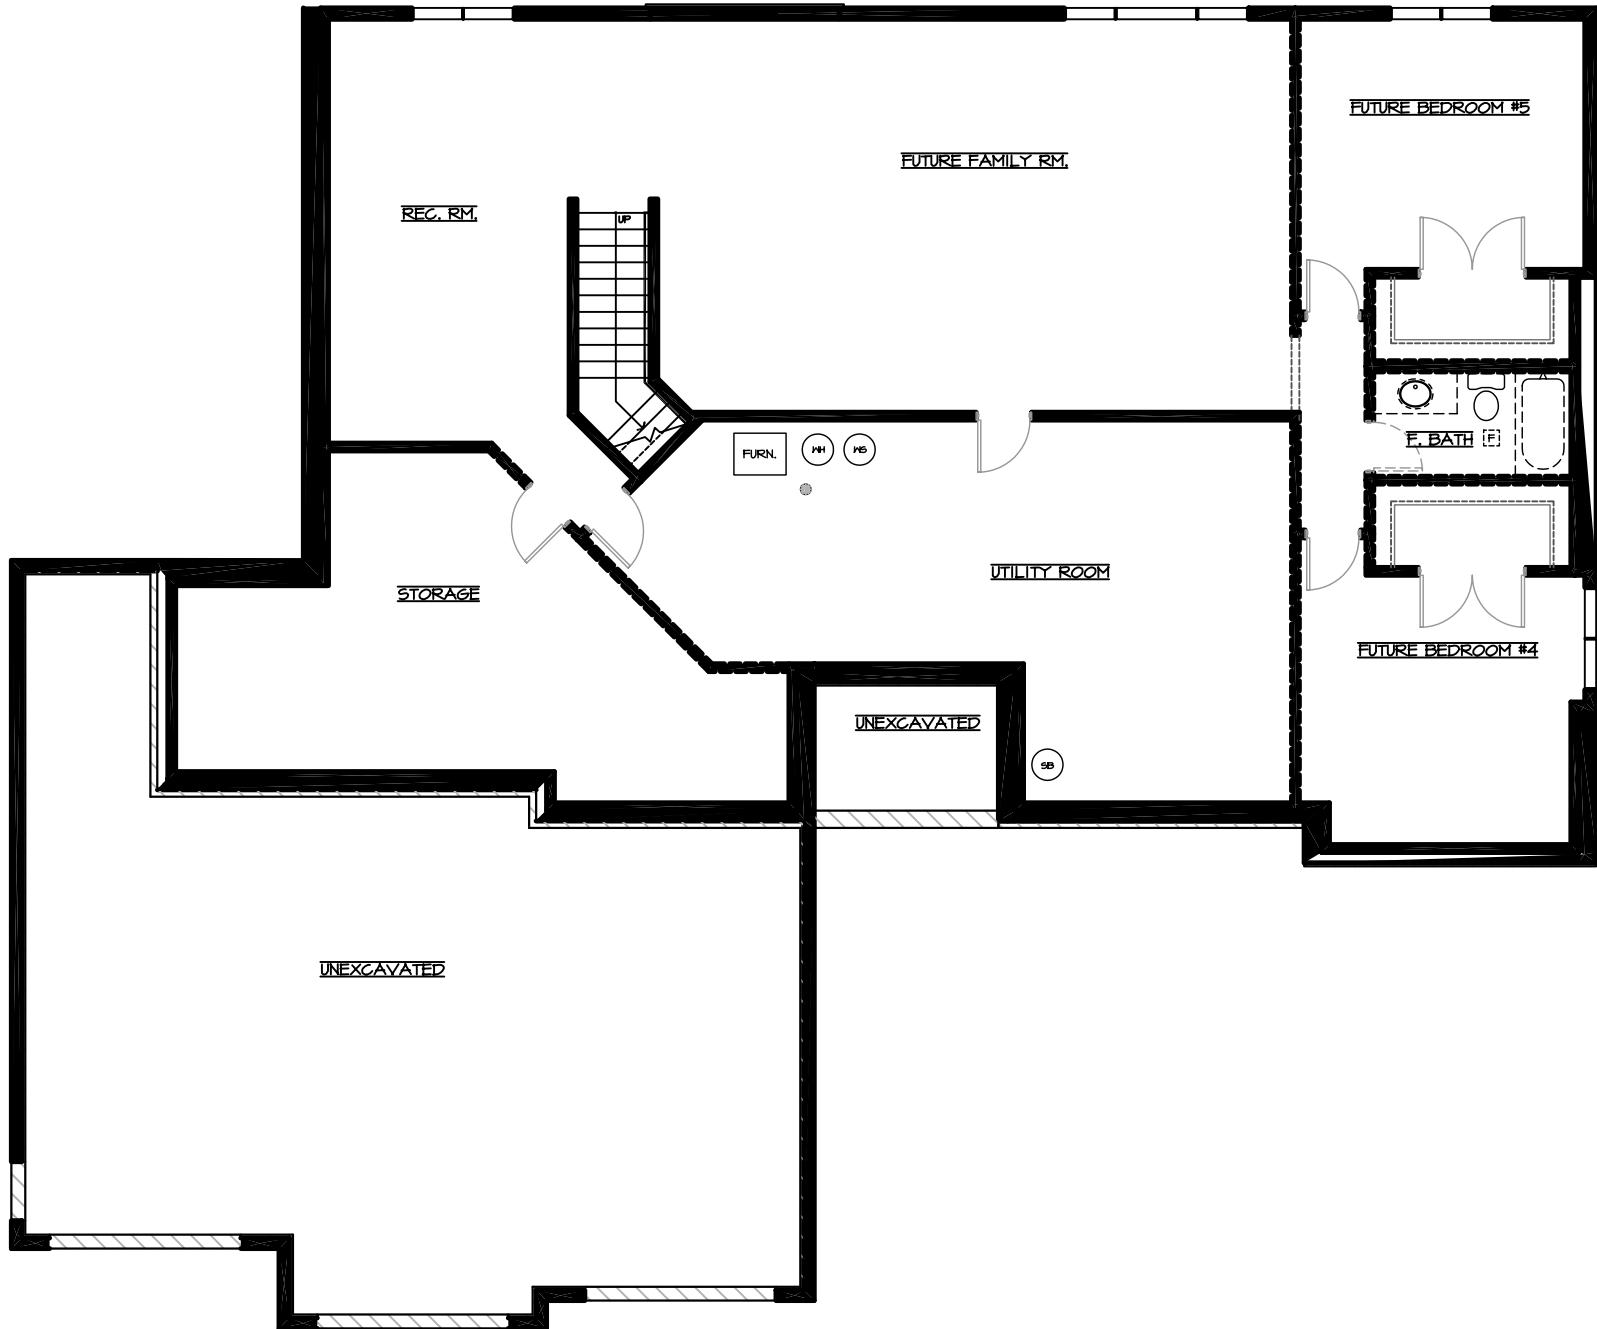 FUTURE BEDROOM #5
FUTURE FAMILY RM.
REC. RM.
UP
F. BATH
F
FURN.
WH
WS
UTILITY ROOM
STORAGE
FUTURE BEDROOM #4
UNEXCAVATED
SB
UNEXCAVATED